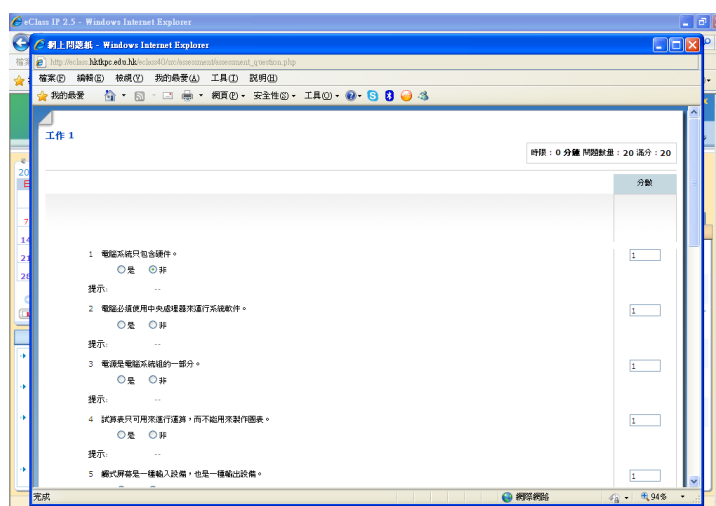 eClass IP 2.5 - Windows Internet Explorer
網上問題紙 - Windows Internet Explorer
http://eclass.hktkpc.edu.hk/eclass40/src/assessment/assessment_question.php
檔案(F) 編輯(E) 檢視(V) 我的最愛(A) 工具(T) 說明(H)
我的最愛 網頁(P) 安全性(S) 工具(O)
工作 1
時限：0 分鐘 問題數量：20 滿分：20
分數
1 電腦系統只包含硬件。
1
是 非
提示: --
2 電腦必須使用中央處理器來運行系統軟件。
1
是 非
提示: --
3 電源是電腦系統組的一部分。
1
是 非
提示: --
4 試算表只可用來進行運算，而不能用來製作圖表。
1
是 非
提示: --
5 觸式屏幕是一種輸入設備，也是一種輸出設備。
1
完成 網際網路 94%
20
日
7
14
21
28